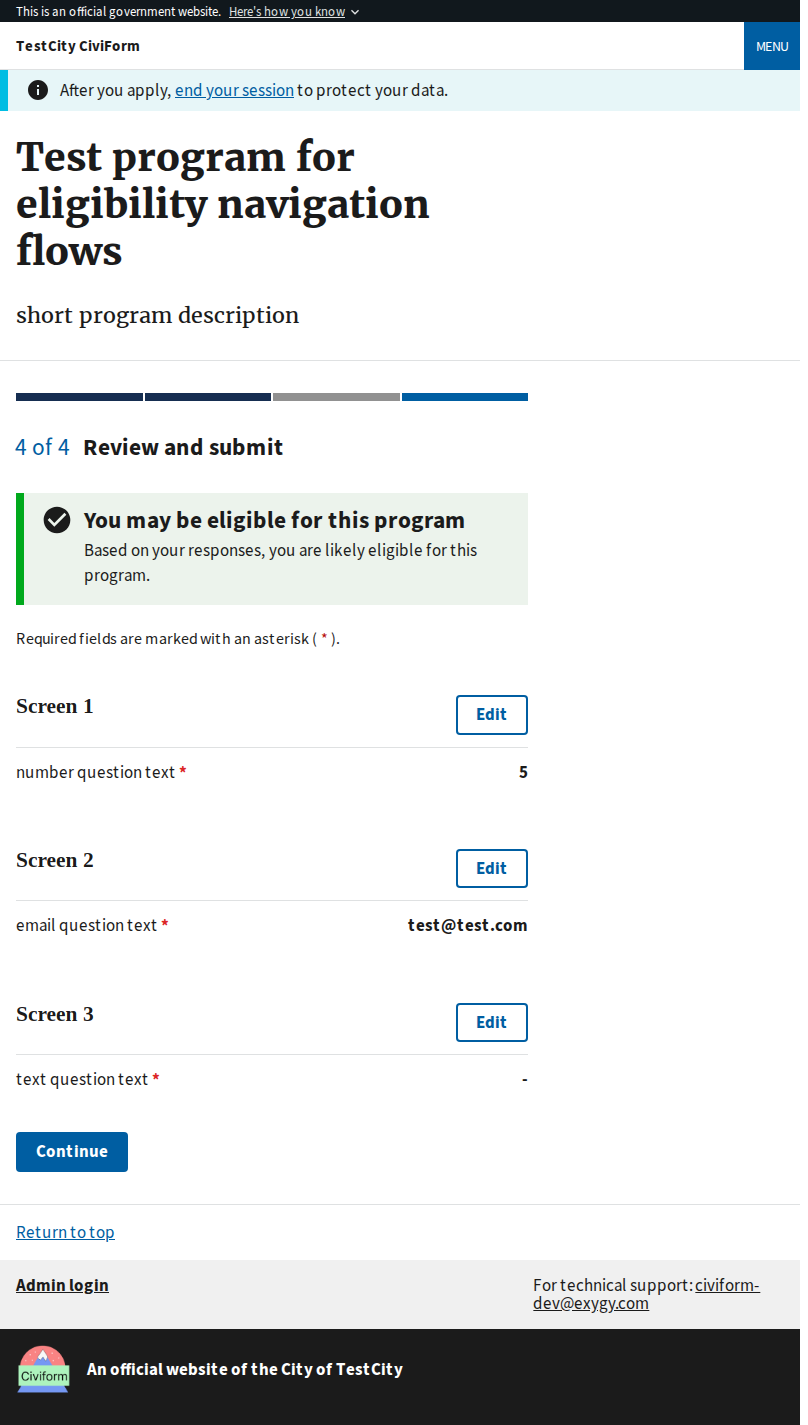 This is an official government website. Here's how you know
TestCity CiviForm
MENU
After you apply, end your session to protect your data.
Test program for
eligibility navigation
flows
short program description
4 of 4 Review and submit
You may be eligible for this program
Based on your responses, you are likely eligible for this
program.
Required fields are marked with an asterisk ( * ).
Screen 1
Edit
number question text *
5
Screen 2
Edit
email question text *
test@test.com
Screen 3
Edit
text question text *
-
Continue
Return to top
Admin login
For technical support: civiform-
dev@exygy.com
Civiform
An official website of the City of TestCity